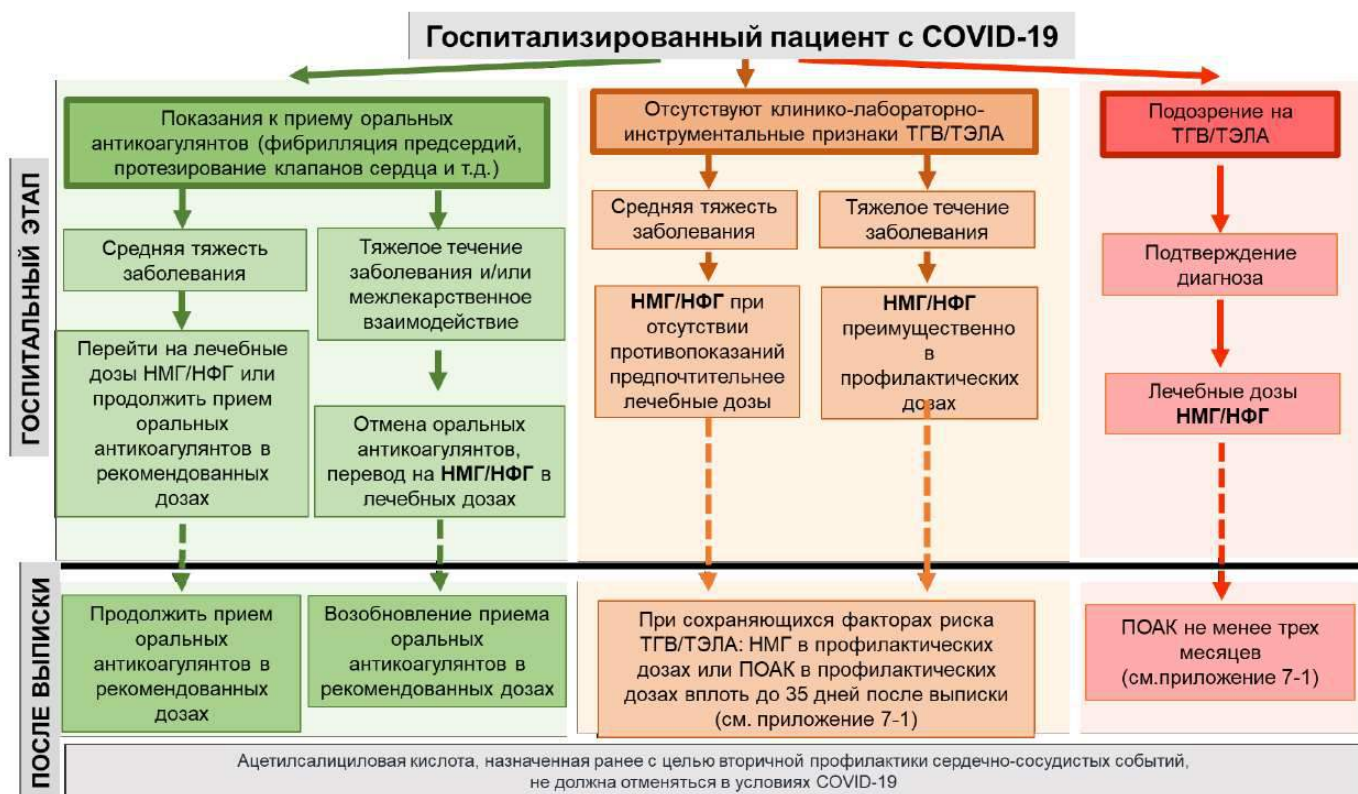 Госпитализированный пациент с COVID-19
ГОСПИТАЛЬНЫЙ ЭТАП
Показания к приему оральных
антикоагулянтов (фибрилляция предсердий,
протезирование клапанов сердца и т.д.)
Средняя тяжесть
заболевания
Перейти на лечебные
дозы НМГ/НФГ или
продолжить прием
оральных
антикоагулянтов в
рекомендованных
дозах
Тяжелое течение
заболевания и/или
межлекарственное
взаимодействие
Отмена оральных
антикоагулянтов,
перевод на НМГ/НФГ в
лечебных дозах
Отсутствуют клинико-лабораторно-
инструментальные признаки ТГВ/ТЭЛА
Средняя тяжесть
заболевания
НМГ/НФГ при
отсутствии
противопоказаний
предпочтительнее
лечебные дозы
Тяжелое течение
заболевания
НМГ/НФГ
преимущественно
в
профилактических
дозах
Подозрение на
ТГВ/ТЭЛА
Подтверждение
диагноза
Лечебные дозы
НМГ/НФГ
ПОСЛЕ ВЫПИСКИ
Продолжить прием
оральных
антикоагулянтов в
рекомендованных
дозах
Возобновление приема
оральных
антикоагулянтов в
рекомендованных дозах
При сохраняющихся факторах риска
ТГВ/ТЭЛА: НМГ в профилактических
дозах или ПОАК в профилактических
дозах вплоть до 35 дней после выписки
(см. приложение 7-1)
ПОАК не менее трех
месяцев
(см.приложение 7-1)
Ацетилсалициловая кислота, назначенная ранее с целью вторичной профилактики сердечно-сосудистых событий,
не должна отменяться в условиях COVID-19